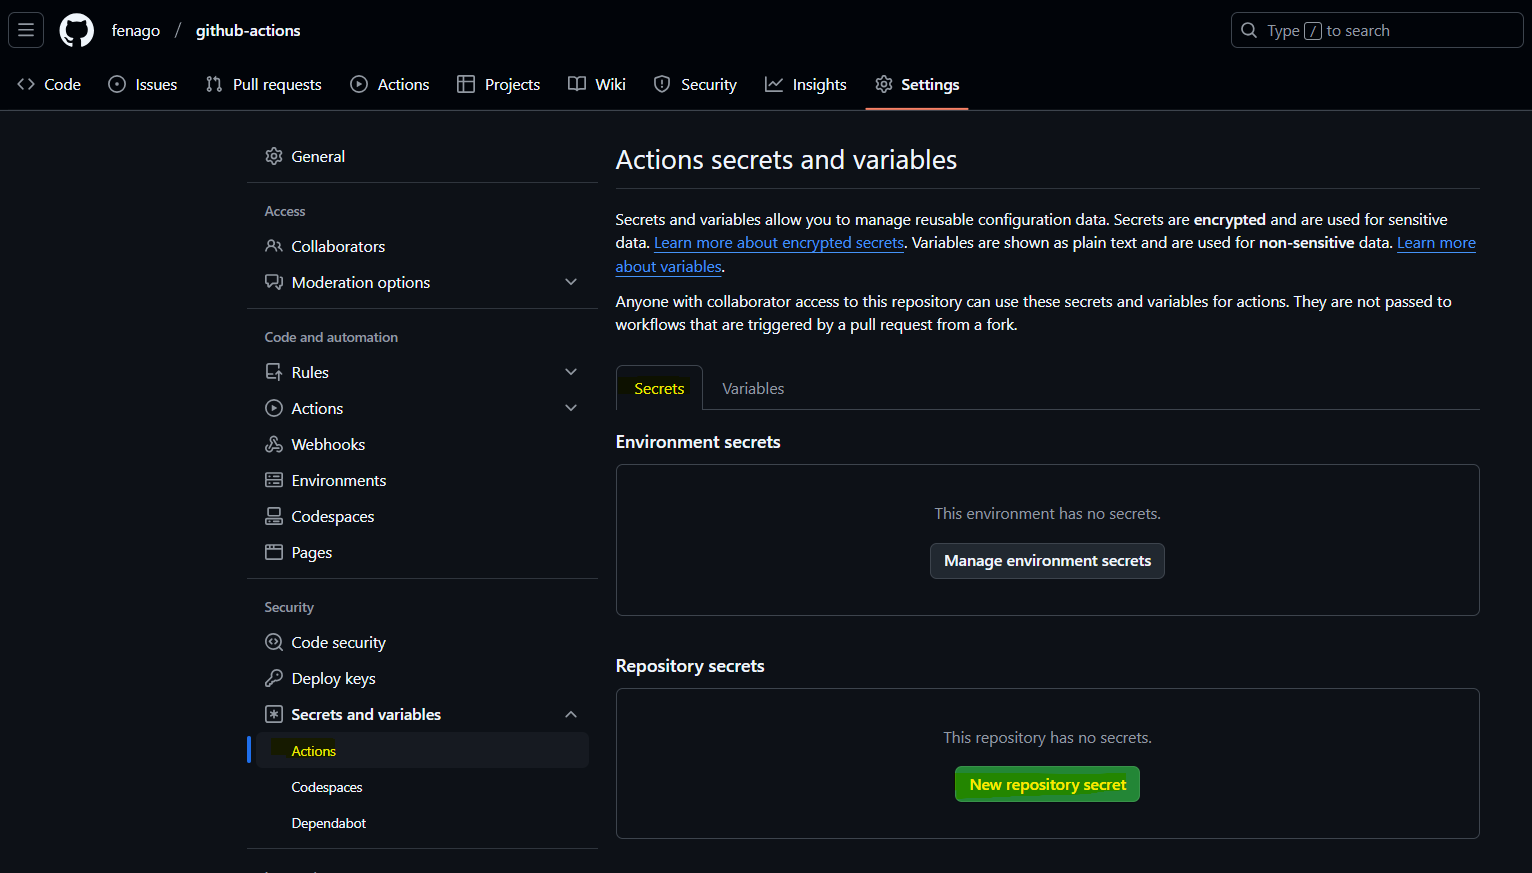 fenago / github-actions
Type / to search
Code Issues Pull requests Actions Projects Wiki Security Insights Settings
General
Access
Collaborators
Moderation options
Code and automation
Rules
Actions
Webhooks
Environments
Codespaces
Pages
Security
Code security
Deploy keys
Secrets and variables
Actions
Codespaces
Dependabot
Actions secrets and variables
Secrets and variables allow you to manage reusable configuration data. Secrets are encrypted and are used for sensitive
data. Learn more about encrypted secrets. Variables are shown as plain text and are used for non-sensitive data. Learn more
about variables.
Anyone with collaborator access to this repository can use these secrets and variables for actions. They are not passed to
workflows that are triggered by a pull request from a fork.
Secrets Variables
Environment secrets
This environment has no secrets.
Manage environment secrets
Repository secrets
This repository has no secrets.
New repository secret